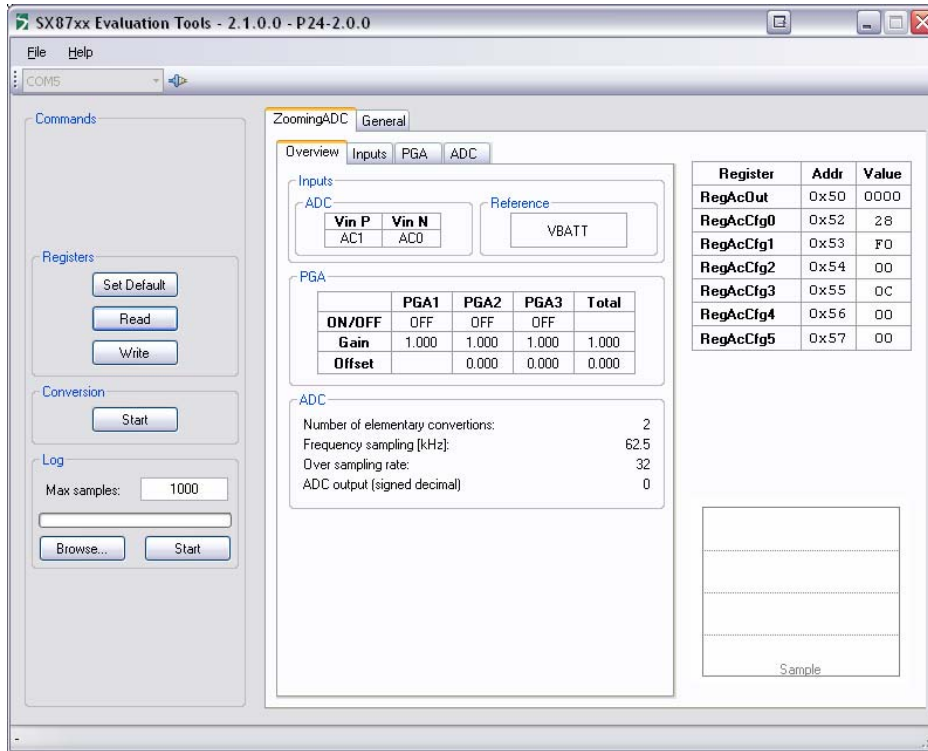 SX87xx Evaluation Tools - 2.1.0.0 - P24-2.0.0
File Help
COM5
Commands
Registers
Set Default
Read
Write
Conversion
Start
Log
Max samples: 1000
Browse... Start
ZoomingADC General
Overview Inputs PGA ADC
Inputs
ADC
Vin P Vin N
AC1 AC0
Reference
VBATT
PGA
PGA1 PGA2 PGA3 Total
ON/OFF OFF OFF OFF
Gain 1.000 1.000 1.000 1.000
Offset 0.000 0.000 0.000
ADC
Number of elementary convertions: 2
Frequency sampling [kHz]: 62.5
Over sampling rate: 32
ADC output (signed decimal) 0
Register Addr Value
RegAcOut 0x50 0000
RegAcCfg0 0x52 28
RegAcCfg1 0x53 F0
RegAcCfg2 0x54 00
RegAcCfg3 0x55 0C
RegAcCfg4 0x56 00
RegAcCfg5 0x57 00
Sample
-